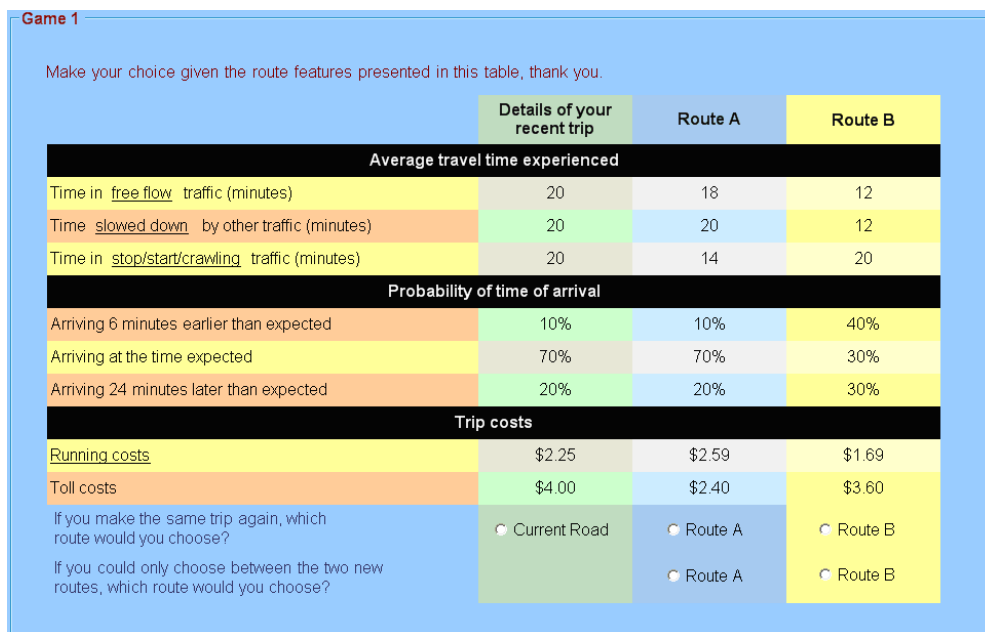 Game 1
Make your choice given the route features presented in this table, thank you.
Details of your recent trip Route A Route B
Average travel time experienced
Time in free flow traffic (minutes) 20 18 12
Time slowed down by other traffic (minutes) 20 20 12
Time in stop/start/crawling traffic (minutes) 20 14 20
Probability of time of arrival
Arriving 6 minutes earlier than expected 10% 10% 40%
Arriving at the time expected 70% 70% 30%
Arriving 24 minutes later than expected 20% 20% 30%
Trip costs
Running costs $2.25 $2.59 $1.69
Toll costs $4.00 $2.40 $3.60
If you make the same trip again, which
route would you choose? Current Road Route A Route B
If you could only choose between the two new
routes, which route would you choose? Route A Route B